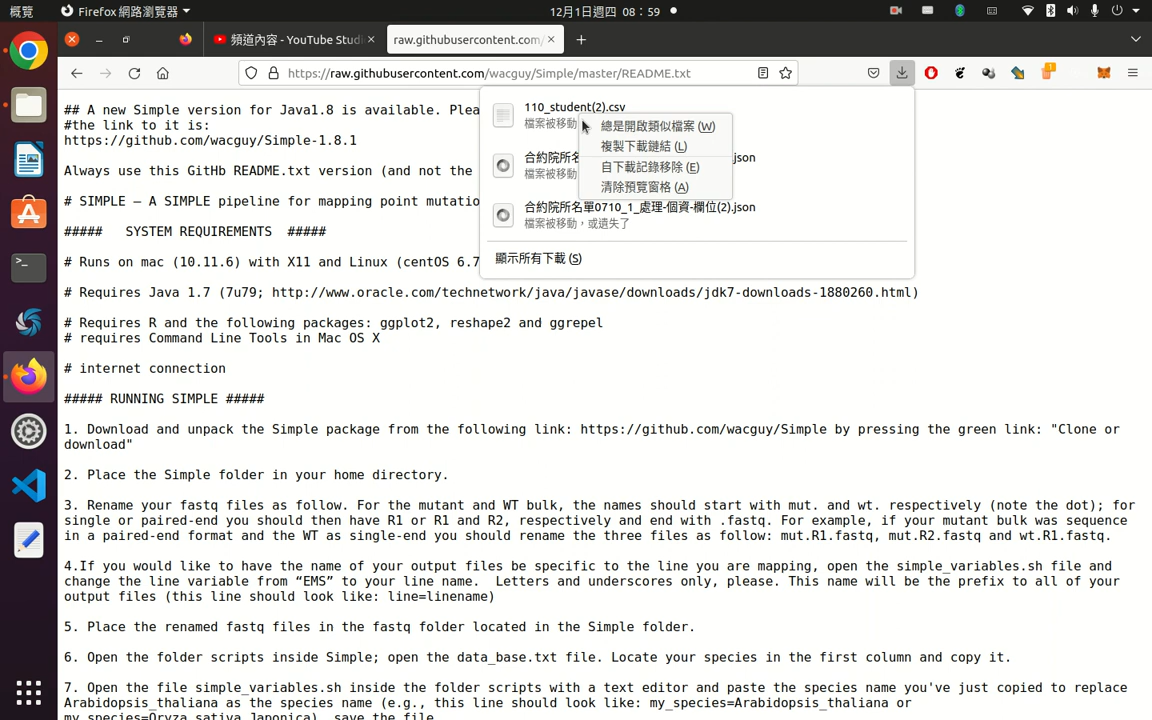 概覽
Firefox網路瀏覽器
12月1日週四 08：59
頻道內容 - YouTube Studi
raw.githubusercontent.com/
https://raw.githubusercontent.com/wacguy/Simple/master/README.txt
1
110_student(2).csv
檔案被移動
總是開啟類似檔案 (W)
複製下載鏈結 (L)
自下載記錄移除 (E)
清除預覽窗格 (A)
合約院所名
json
檔案被移動
合約院所名單0710_1_處理-個資-欄位(2).json
檔案被移動，或遺失了
顯示所有下載 (S)
## A new Simple version for Java1.8 is available. Plea
#the link to it is:
https://github.com/wacguy/Simple-1.8.1
Always use this GitHb README.txt version (and not the
# SIMPLE – A SIMPLE pipeline for mapping point mutatio
##### SYSTEM REQUIREMENTS #####
# Runs on mac (10.11.6) with X11 and Linux (centOS 6.7
# Requires Java 1.7 (7u79; http://www.oracle.com/technetwork/java/javase/downloads/jdk7-downloads-1880260.html)
# Requires R and the following packages: ggplot2, reshape2 and ggrepel
# requires Command Line Tools in Mac OS X
# internet connection
##### RUNNING SIMPLE #####
1. Download and unpack the Simple package from the following link: https://github.com/wacguy/Simple by pressing the green link: "Clone or
download"
2. Place the Simple folder in your home directory.
3. Rename your fastq files as follow. For the mutant and WT bulk, the names should start with mut. and wt. respectively (note the dot); for
single or paired-end you should then have R1 or R1 and R2, respectively and end with .fastq. For example, if your mutant bulk was sequence
in a paired-end format and the WT as single-end you should rename the three files as follow: mut.R1.fastq, mut.R2.fastq and wt.R1.fastq.
4.If you would like to have the name of your output files be specific to the line you are mapping, open the simple_variables.sh file and
change the line variable from “EMS” to your line name.  Letters and underscores only, please. This name will be the prefix to all of your
output files (this line should look like: line=linename)
5. Place the renamed fastq files in the fastq folder located in the Simple folder.
6. Open the folder scripts inside Simple; open the data_base.txt file. Locate your species in the first column and copy it.
7. Open the file simple_variables.sh inside the folder scripts with a text editor and paste the species name you've just copied to replace
Arabidopsis_thaliana as the species name (e.g., this line should look like: my_species=Arabidopsis_thaliana or
my_species=Oryza_sativa_Japonica). save the file.